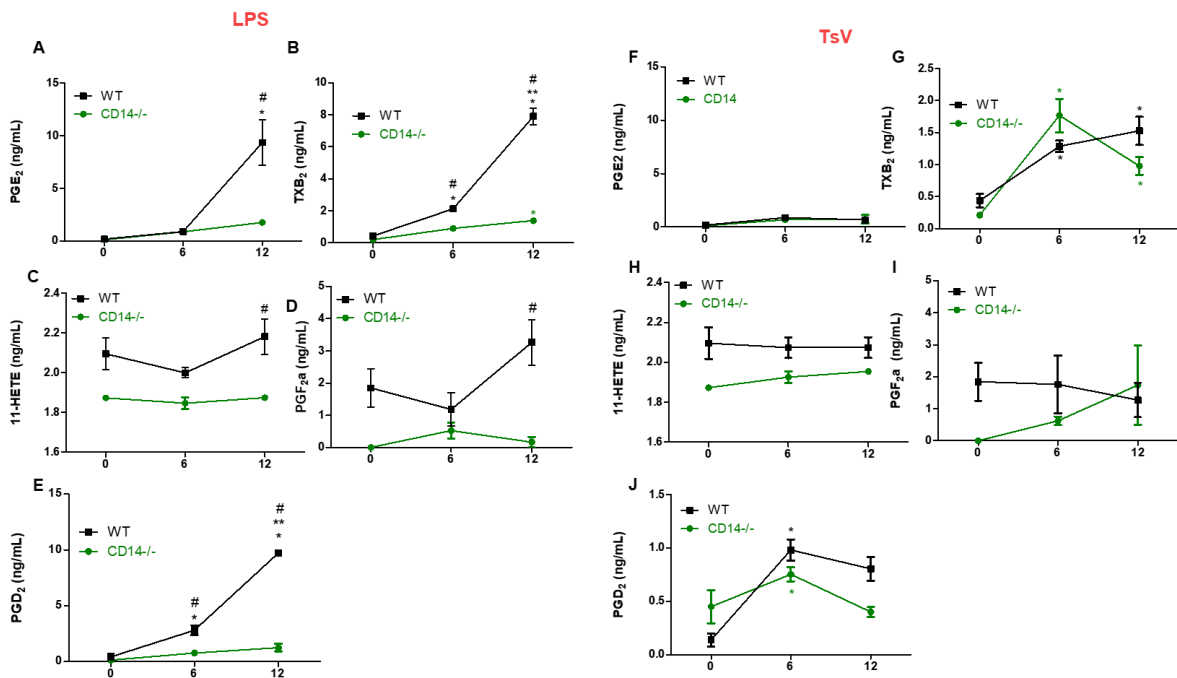 LPS
A
PGE2 (ng/mL)
15
10
5
0
WT
CD14-/-
#
*
0
6
12
B
TXB2 (ng/mL)
10
8
6
4
2
0
WT
CD14-/-
#
*
#
**
*
*
0
6
12
C
11-HETE (ng/mL)
2.4
2.2
2.0
1.8
1.6
WT
CD14-/-
#
0
6
12
D
PGF2a (ng/mL)
5
4
3
2
1
0
WT
CD14-/-
#
0
6
12
E
PGD2 (ng/mL)
15
10
5
0
WT
CD14-/-
#
*
#
**
*
0
6
12
TsV
F
PGE2 (ng/mL)
15
10
5
0
WT
CD14
0
6
12
G
TXB2 (ng/mL)
2.5
2.0
1.5
1.0
0.5
0.0
WT
CD14-/-
*
*
*
*
0
6
12
H
11-HETE (ng/mL)
2.4
2.2
2.0
1.8
1.6
WT
CD14-/-
0
6
12
I
PGF2a (ng/mL)
5
4
3
2
1
0
WT
CD14-/-
0
6
12
J
PGD2 (ng/mL)
1.5
1.0
0.5
0.0
WT
CD14-/-
*
*
0
6
12